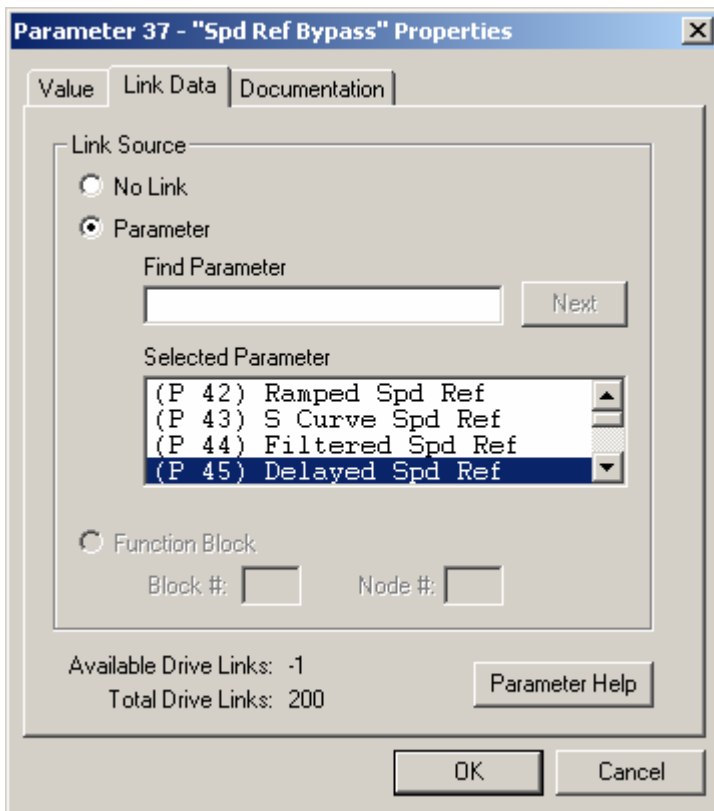 Parameter 37 - "Spd Ref Bypass" Properties
Value Link Data Documentation
Link Source
No Link
Parameter
Find Parameter
Next
Selected Parameter
(P 42) Ramped Spd Ref
(P 43) S Curve Spd Ref
(P 44) Filtered Spd Ref
(P 45) Delayed Spd Ref
Function Block
Block #: Node #:
Available Drive Links: -1
Total Drive Links: 200
Parameter Help
OK Cancel